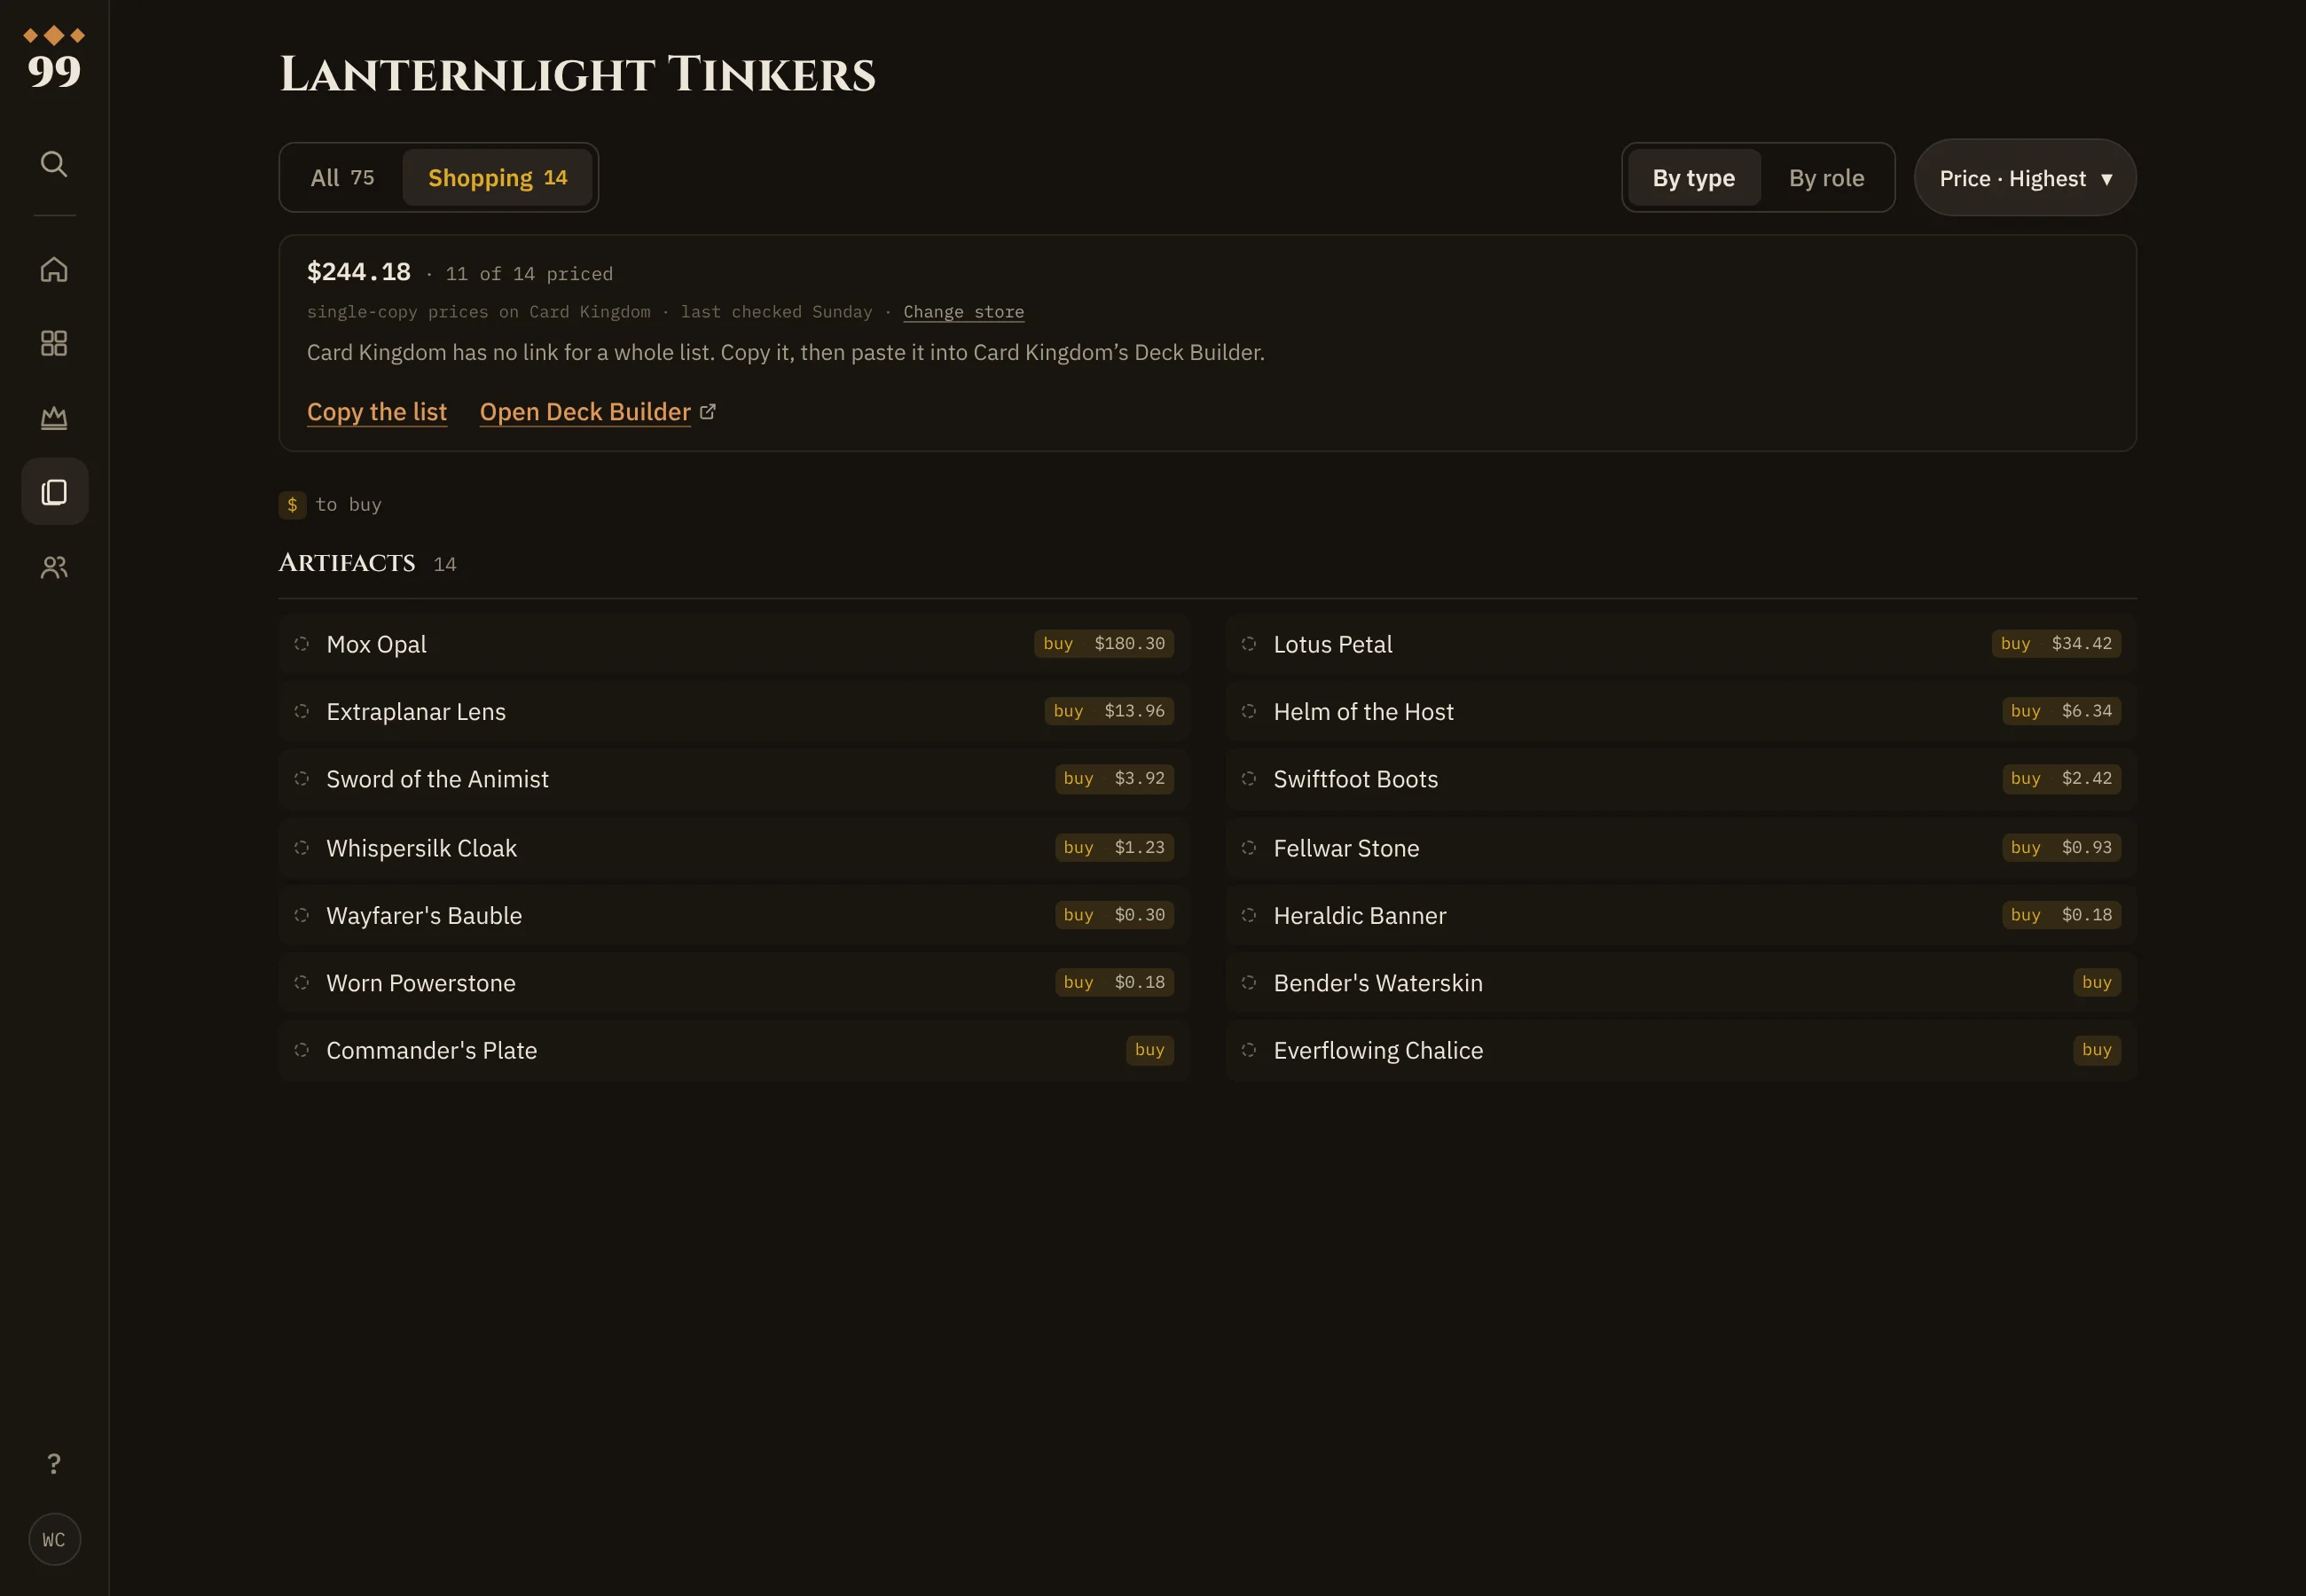 99
Lanternlight Tinkers
All 75
Shopping 14
By type
By role
Price · Highest ▾
$244.18 · 11 of 14 priced
single-copy prices on Card Kingdom · last checked Sunday · Change store
Card Kingdom has no link for a whole list. Copy it, then paste it into Card Kingdom’s Deck Builder.
Copy the list
Open Deck Builder
$ to buy
Artifacts 14
Mox Opal buy $180.30
Lotus Petal buy $34.42
Extraplanar Lens buy $13.96
Helm of the Host buy $6.34
Sword of the Animist buy $3.92
Swiftfoot Boots buy $2.42
Whispersilk Cloak buy $1.23
Fellwar Stone buy $0.93
Wayfarer's Bauble buy $0.30
Heraldic Banner buy $0.18
Worn Powerstone buy $0.18
Bender's Waterskin buy
Commander's Plate buy
Everflowing Chalice buy
?
WC